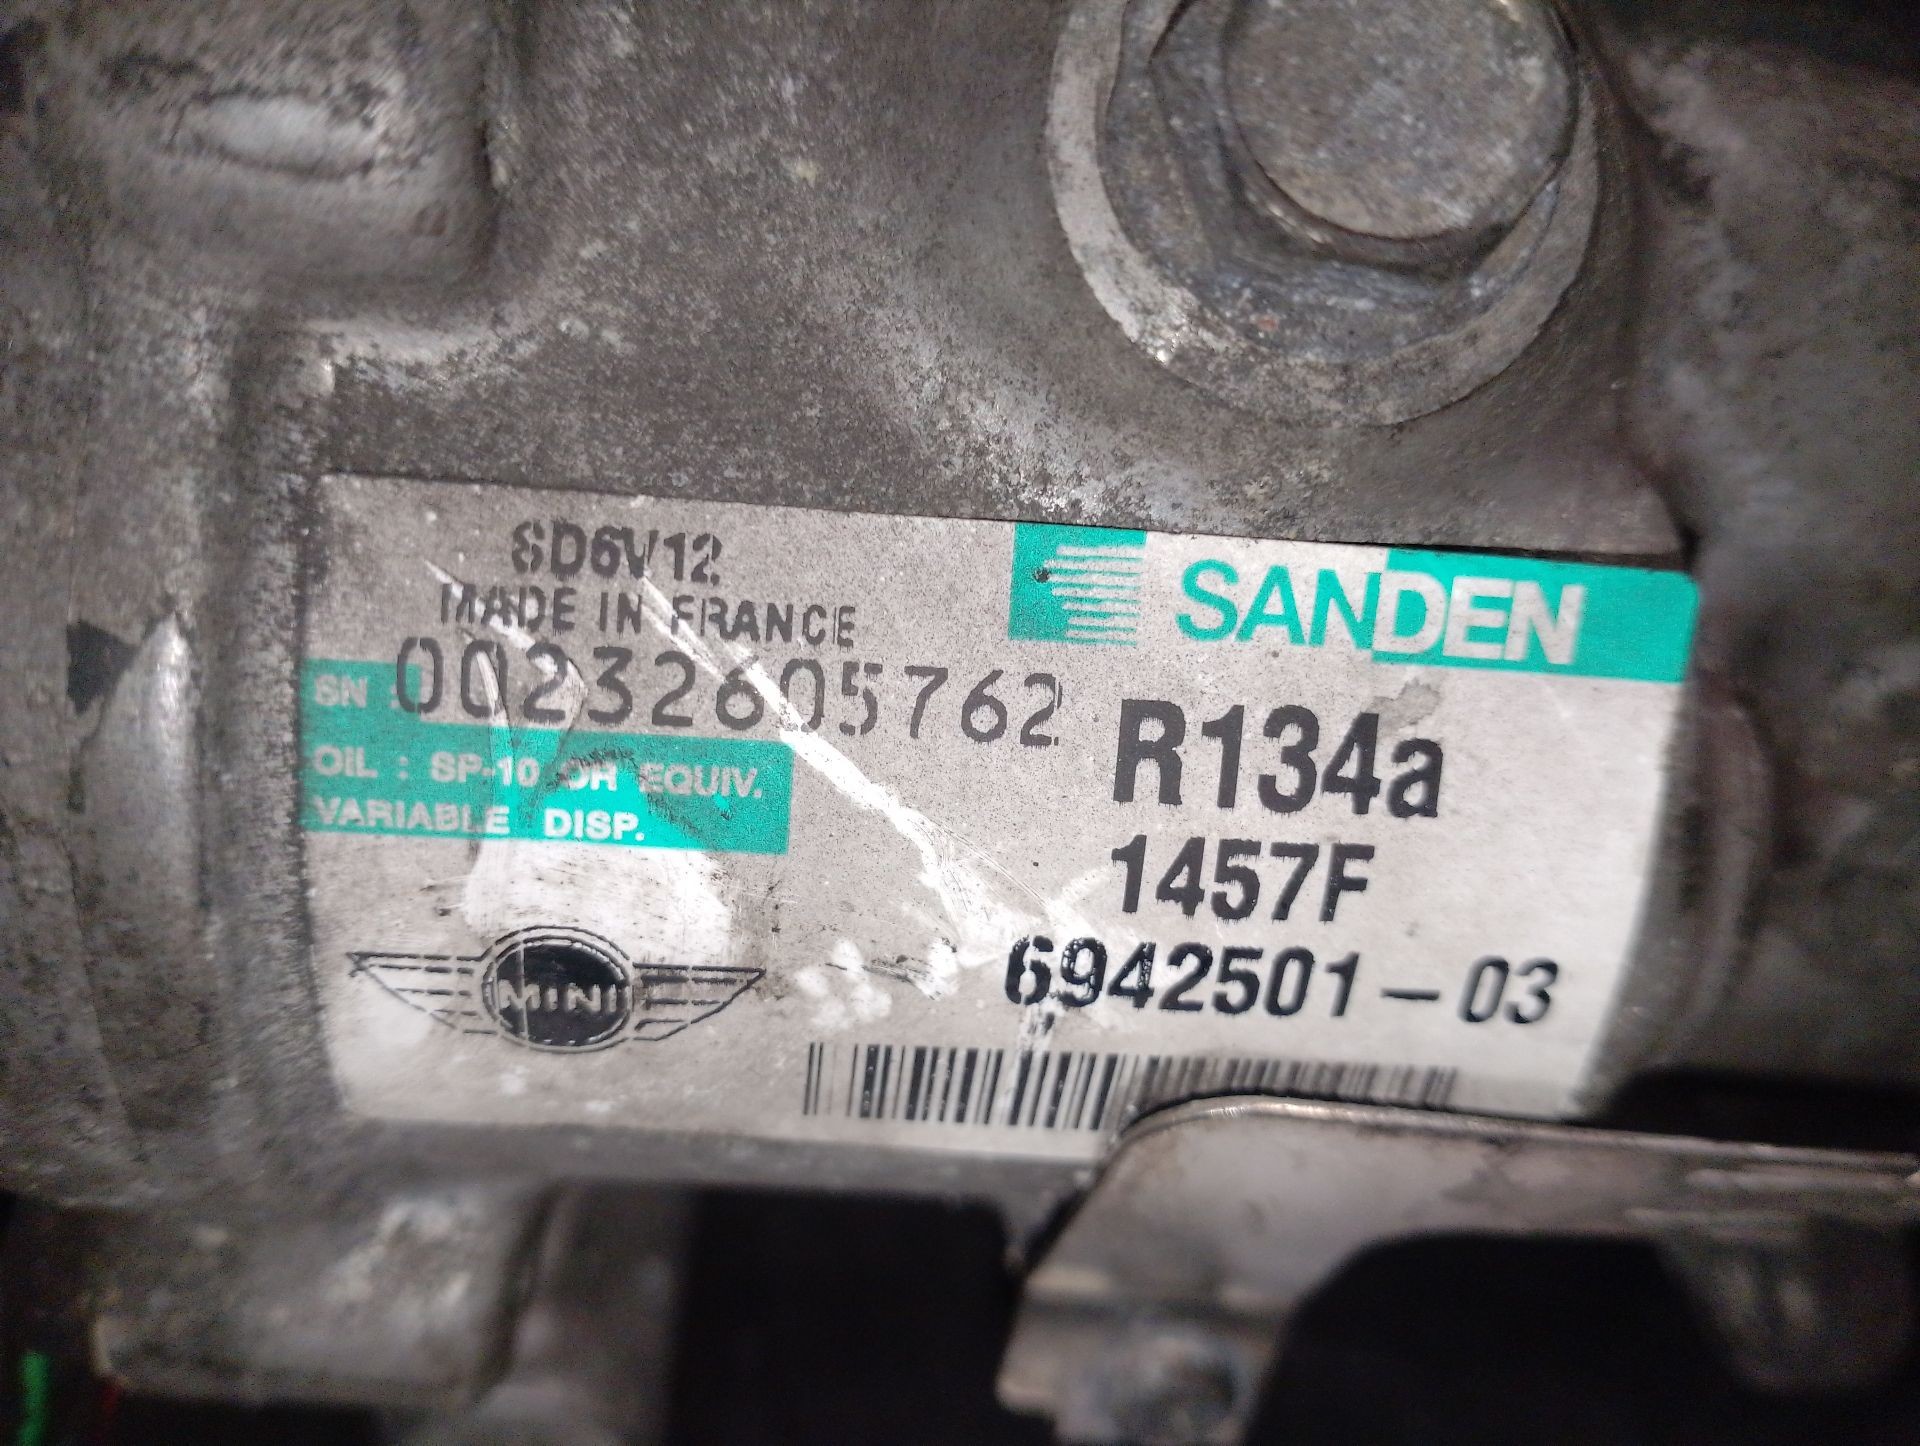 SD6V12
MADE IN FRANCE
SANDEN
SN : 00232605762
OIL : SP-10 OR EQUIV.
VARIABLE DISP.
R134a
1457F
6942501-03
MINI